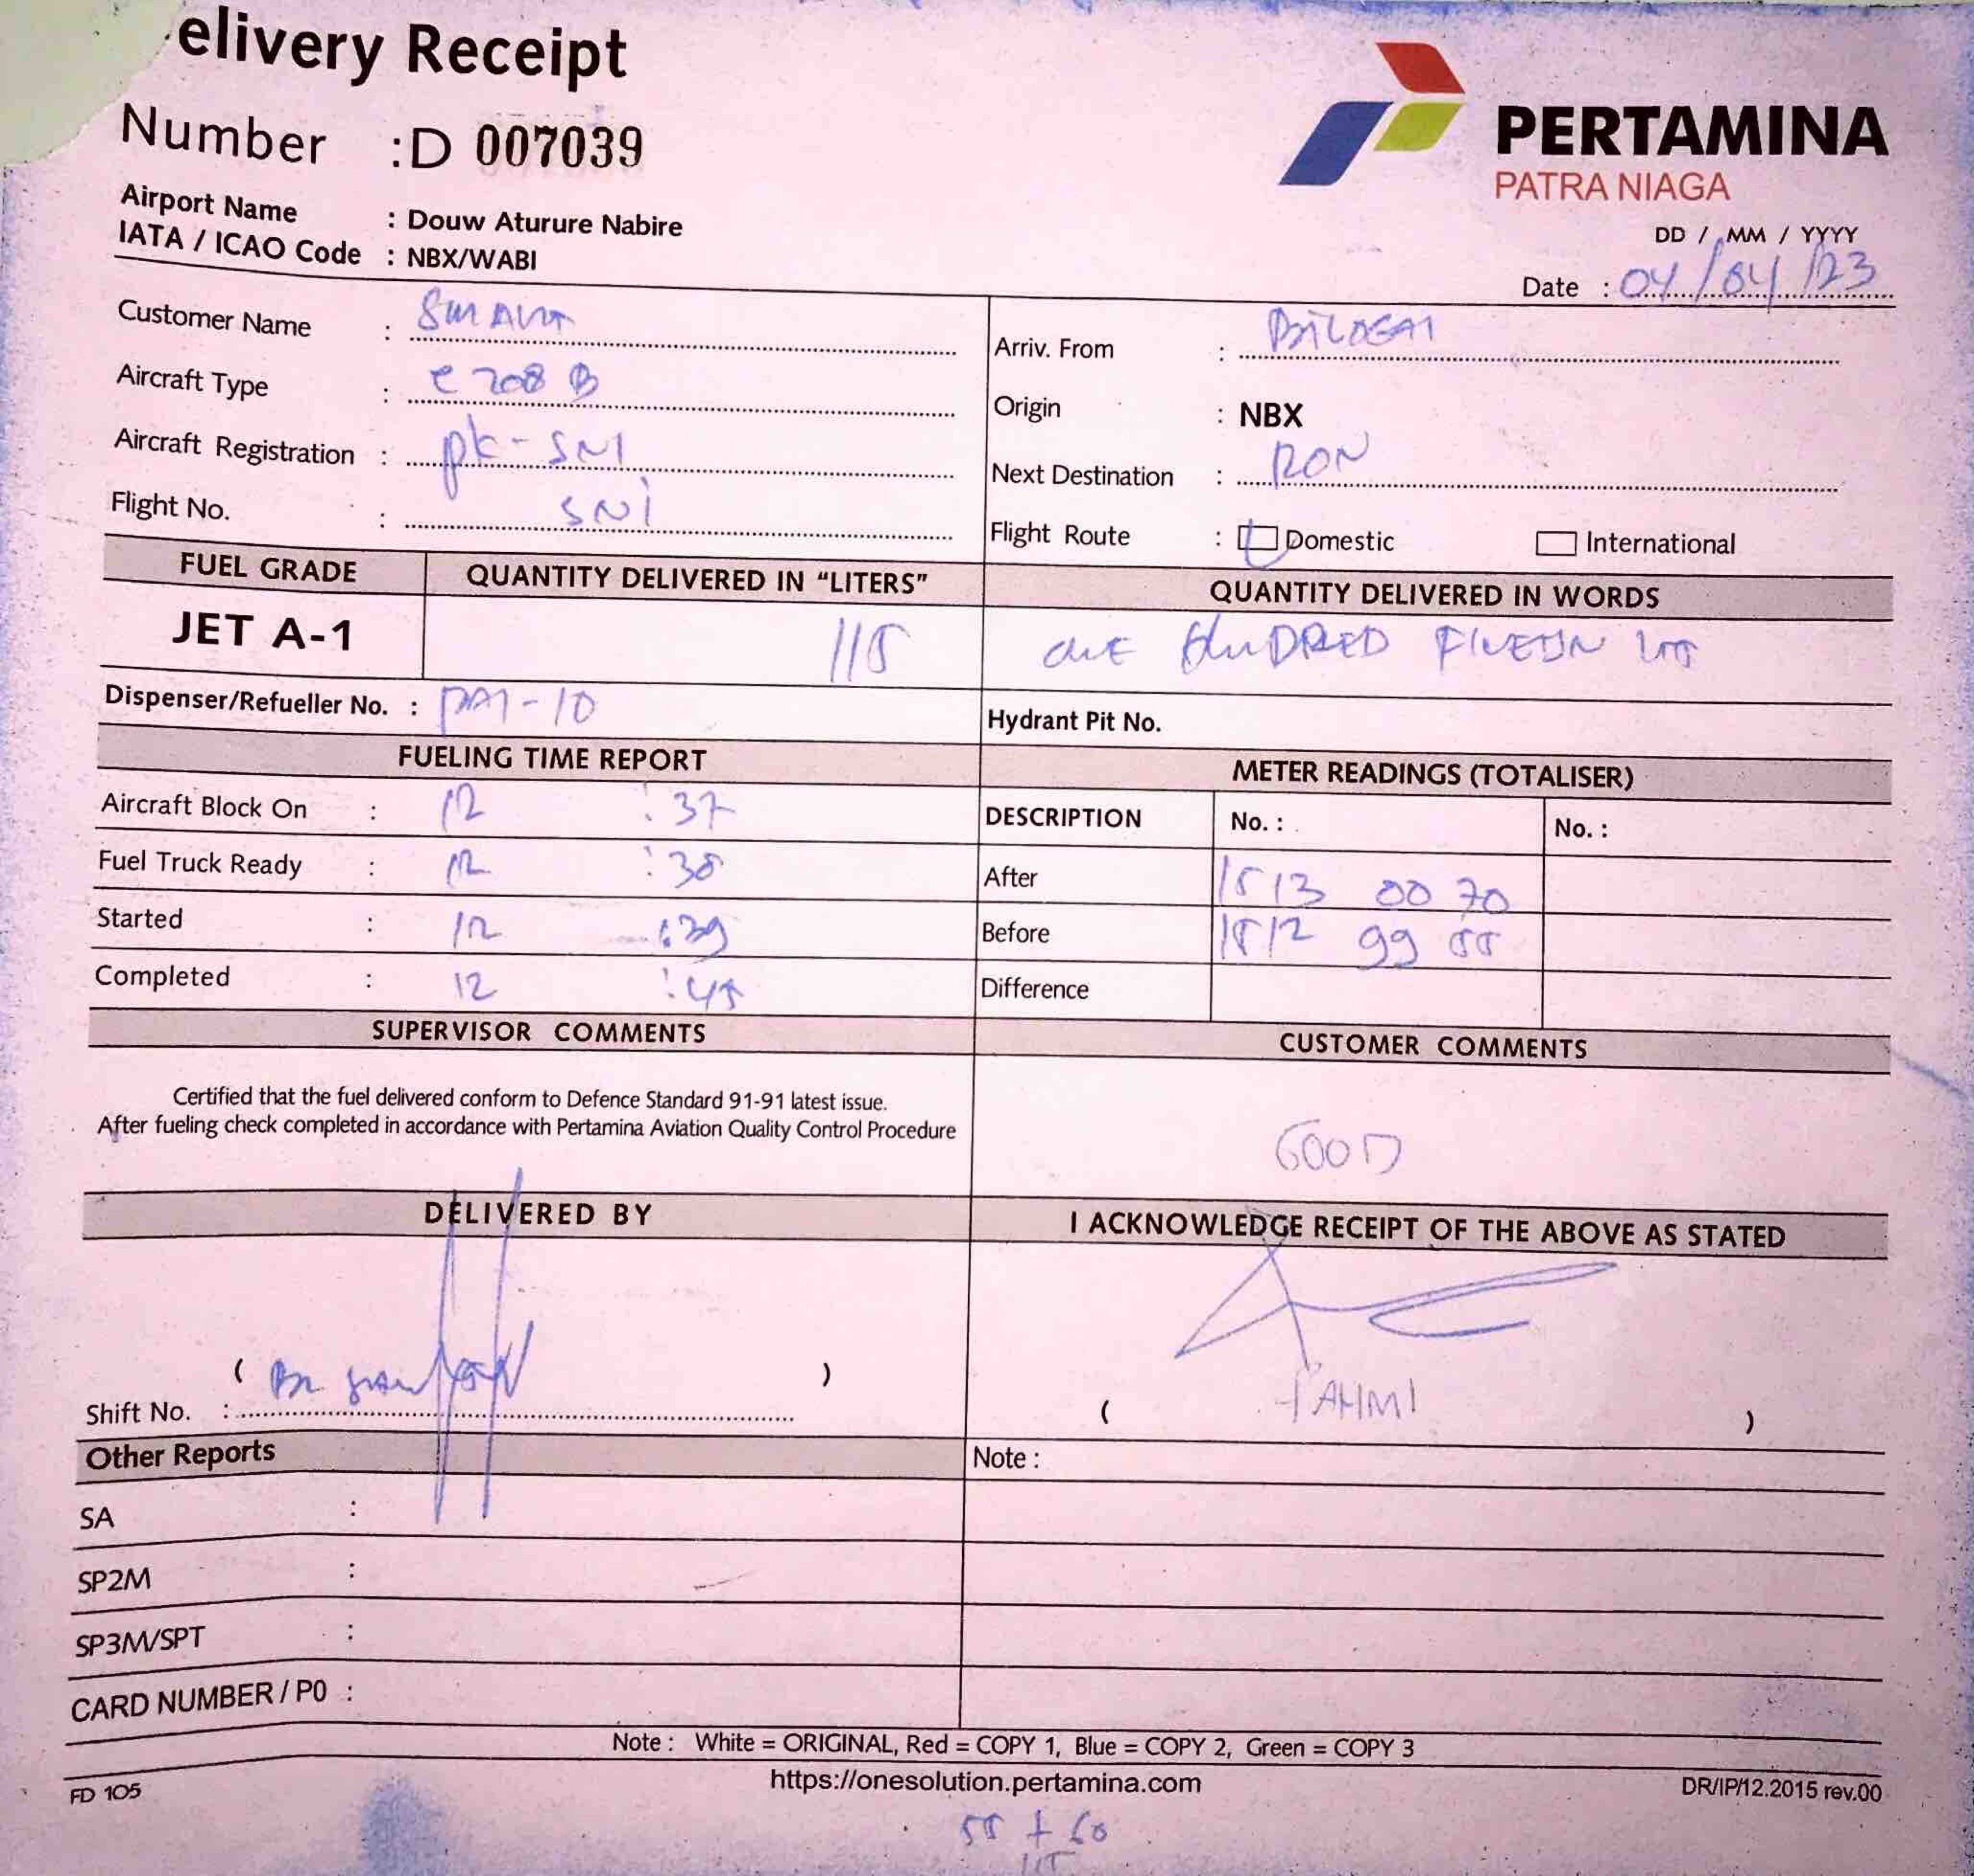 elivery Receipt
Number :D 007039
PERTAMINA
PATRA NIAGA
Airport Name : Douw Aturure Nabire
IATA / ICAO Code : NBX/WABI
DD / MM / YYYY
Date : 04/04/23
Customer Name :
Arriv. From :
Aircraft Type : C 208 B
Origin : NBX
Aircraft Registration : PK-SNI
Next Destination : RON
Flight No. : SNI
Flight Route : Domestic International
FUEL GRADE QUANTITY DELIVERED IN “LITERS” QUANTITY DELIVERED IN WORDS
JET A-1 115 ONE HUNDRED
Dispenser/Refueller No. : Hydrant Pit No.
FUELING TIME REPORT METER READINGS (TOTALISER)
Aircraft Block On : 12 : 37 DESCRIPTION No. : No. :
Fuel Truck Ready : 12 : 38 After 1513 00 70
Started : 12 : 39 Before 1512 99 55
Completed : 12 : 45 Difference
SUPERVISOR COMMENTS CUSTOMER COMMENTS
Certified that the fuel delivered conform to Defence Standard 91-91 latest issue.
After fueling check completed in accordance with Pertamina Aviation Quality Control Procedure
GOOD
DELIVERED BY I ACKNOWLEDGE RECEIPT OF THE ABOVE AS STATED
( )
Shift No. :
( FAHMI )
Other Reports Note :
SA :
SP2M :
SP3M/SPT :
CARD NUMBER / P0 :
Note : White = ORIGINAL, Red = COPY 1, Blue = COPY 2, Green = COPY 3
https://onesolution.pertamina.com
FD 105 DR/IP/12.2015 rev.00
55 + 60
115